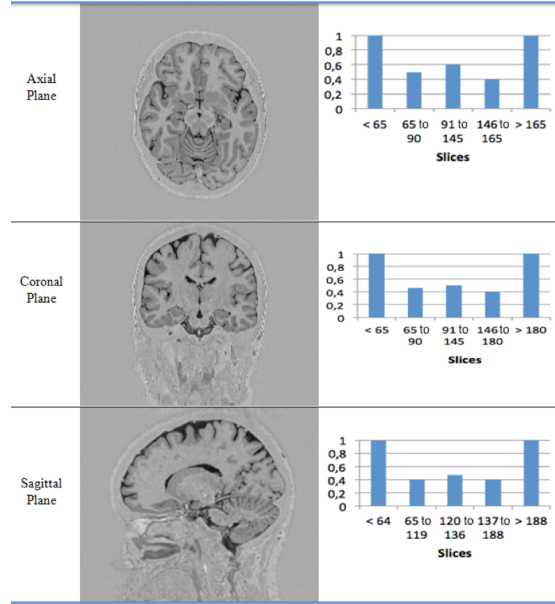 Axial
Plane
1
0,8
0,6
0,4
0,2
0
< 65 65 to 91 to 146 to > 165
90 145 165
Slices
Coronal
Plane
1
0,8
0,6
0,4
0,2
0
< 65 65 to 91 to 146 to > 180
90 145 180
Slices
Sagittal
Plane
1
0,8
0,6
0,4
0,2
0
< 64 65 to 120 to 137 to > 188
119 136 188
Slices